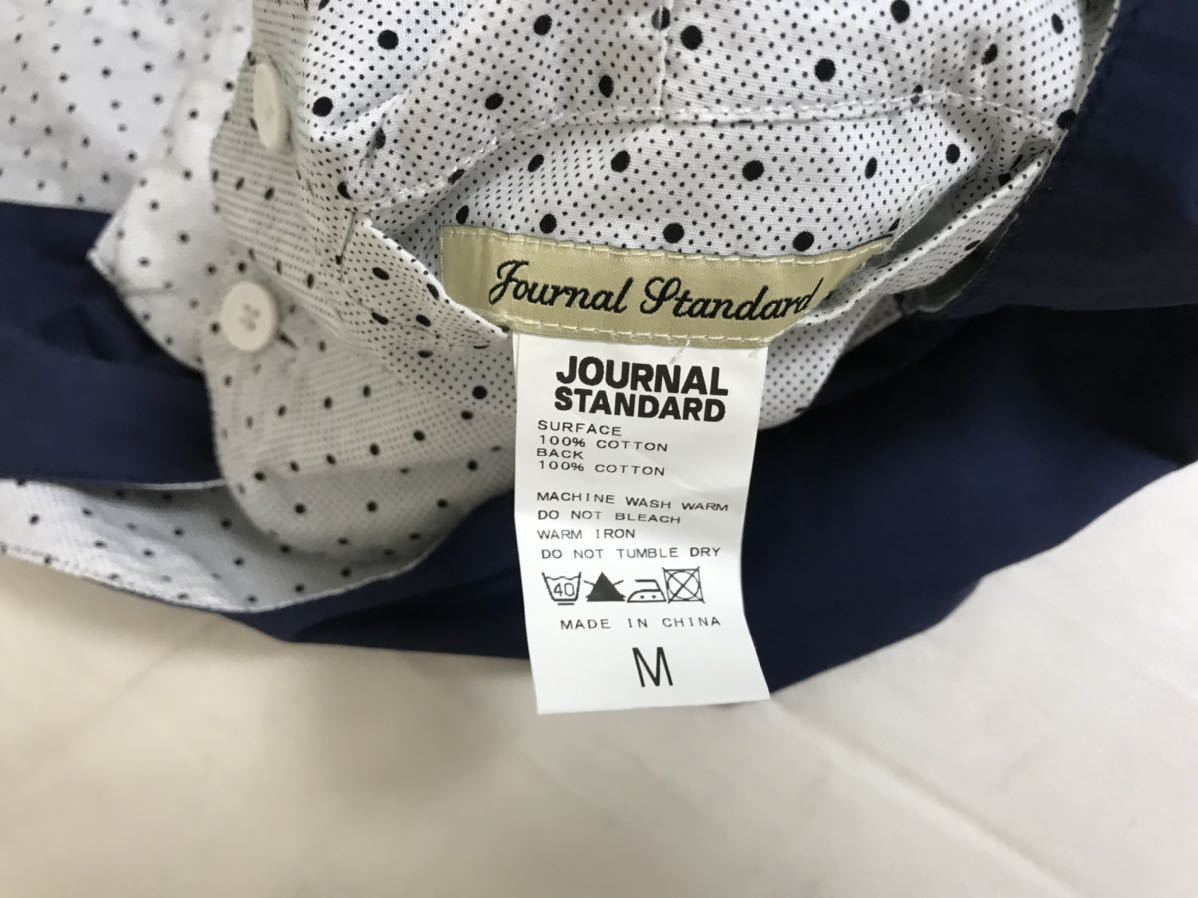 Journal Standard
JOURNAL
STANDARD
SURFACE
100% COTTON
BACK
100% COTTON
MACHINE WASH WARM
DO NOT BLEACH
WARM IRON
DO NOT TUMBLE DRY
40
MADE IN CHINA
M